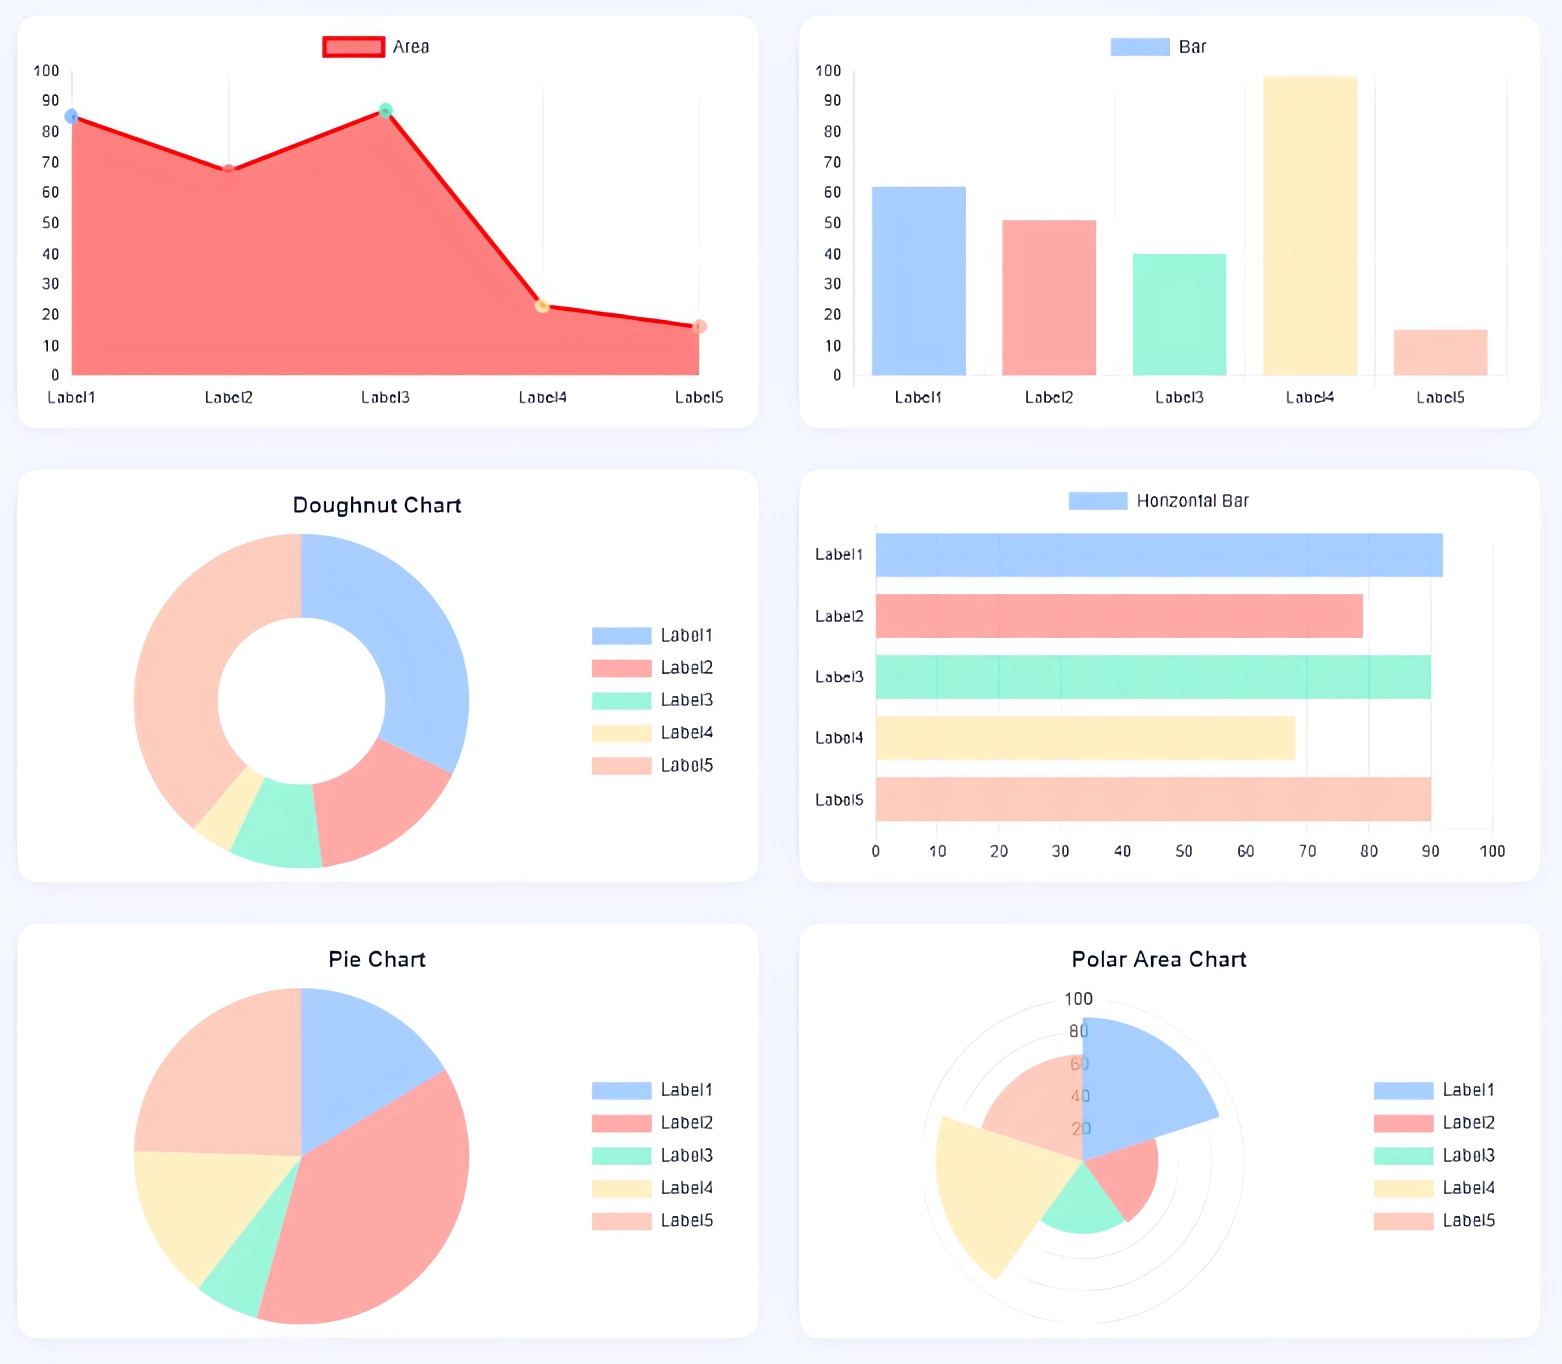 Area
100
90
80
70
60
50
40
30
20
10
0
Label1 Label2 Label3 Label4 Label5
Bar
100
90
80
70
60
50
40
30
20
10
0
Label1 Label2 Label3 Label4 Label5
Doughnut Chart
Label1
Label2
Label3
Label4
Label5
Honzontal Bar
Label1
Label2
Label3
Label4
Label5
0 10 20 30 40 50 60 70 80 90 100
Pie Chart
Label1
Label2
Label3
Label4
Label5
Polar Area Chart
100
80
60
40
20
Label1
Label2
Label3
Label4
Label5